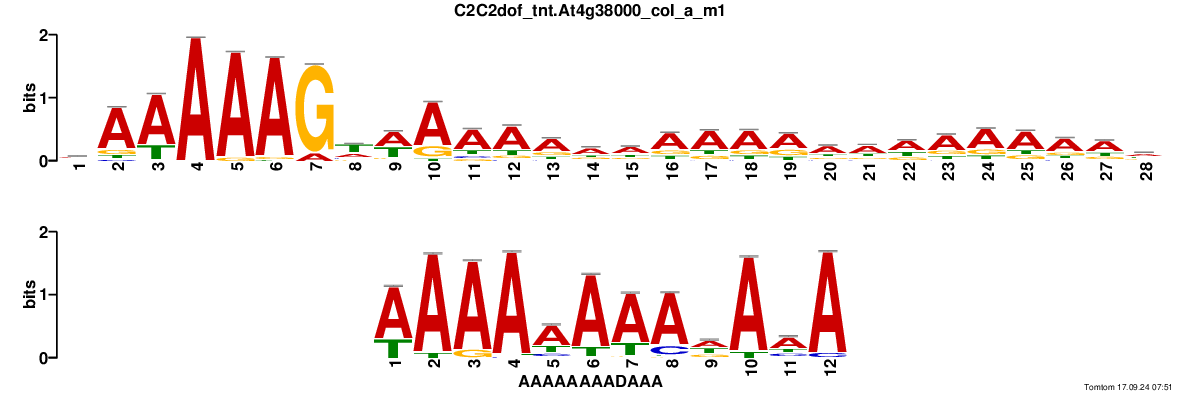 C2C2dof_tnt.At4g38000_col_a_m1
2
1
0
bits
1 2 3 4 5 6 7 8 9 10 11 12 13 14 15 16 17 18 19 20 21 22 23 24 25 26 27 28
2
1
0
bits
1 2 3 4 5 6 7 8 9 10 11 12
AAAAAAAADAAA
Tomtom 17.09.24 07:51